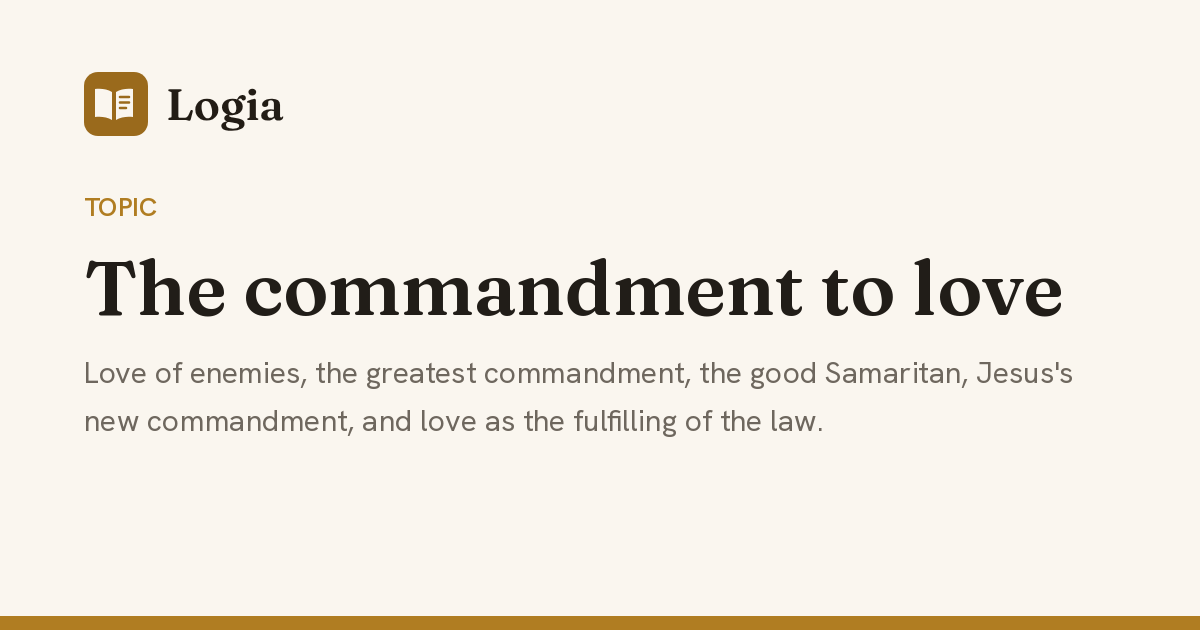 Logia
TOPIC
The commandment to love
Love of enemies, the greatest commandment, the good Samaritan, Jesus's
new commandment, and love as the fulfilling of the law.